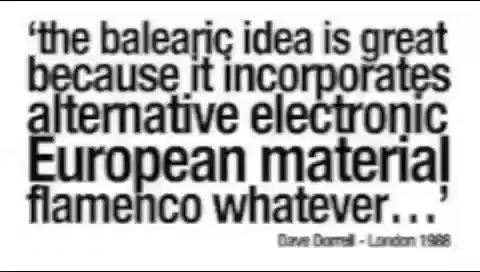 ‘the balearic idea is great
because it incorporates
alternative electronic
European material
flamenco whatever…’
Dave Dorrell - London 1988